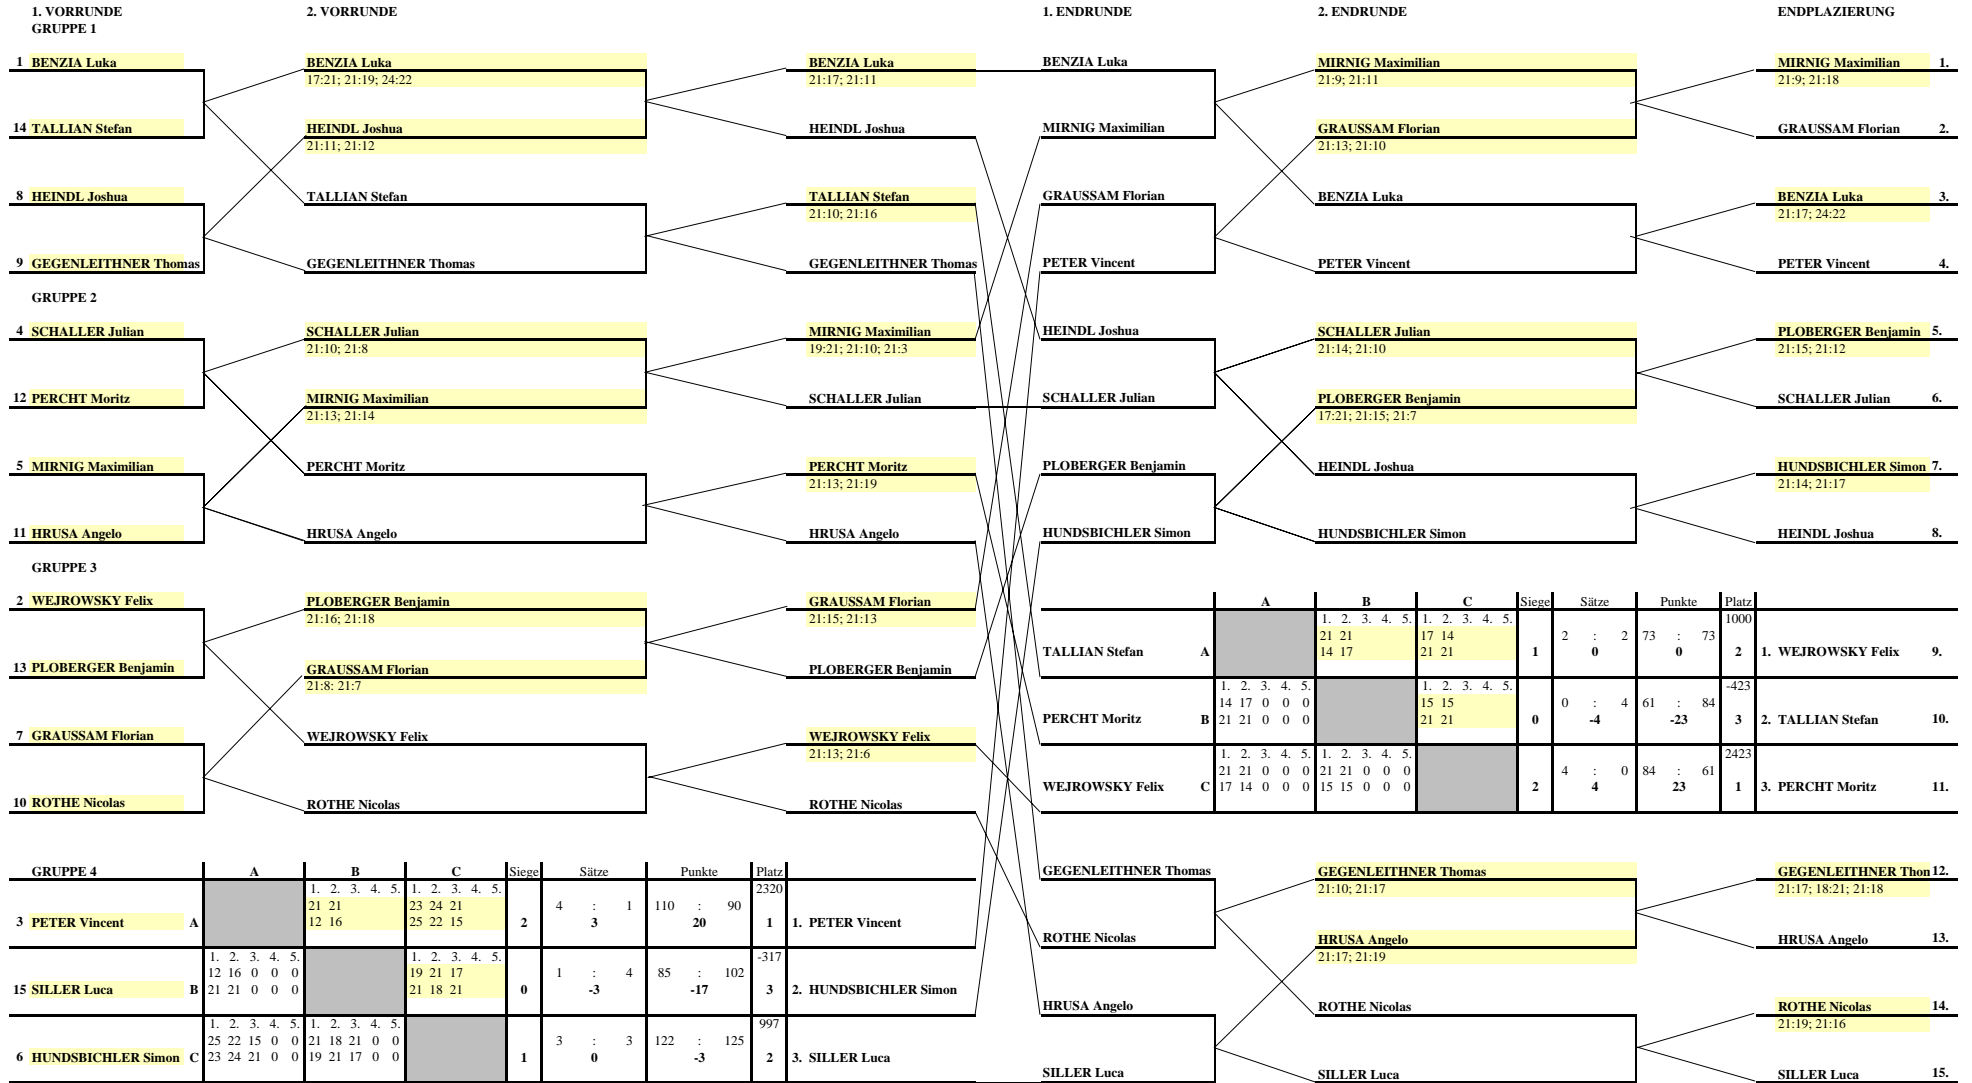 1. VORRUNDE 2. VORRUNDE 1. ENDRUNDE 2. ENDRUNDE ENDPLAZIERUNG
GRUPPE 1
1 BENZIA Luka BENZIA Luka BENZIA Luka BENZIA Luka MIRNIG Maximilian MIRNIG Maximilian 1.
17:21; 21:19; 24:22 21:17; 21:11 21:9; 21:11 21:9; 21:18
14 TALLIAN Stefan HEINDL Joshua HEINDL Joshua MIRNIG Maximilian GRAUSSAM Florian GRAUSSAM Florian 2.
21:11; 21:12 21:13; 21:10
8 HEINDL Joshua TALLIAN Stefan TALLIAN Stefan GRAUSSAM Florian BENZIA Luka BENZIA Luka 3.
21:10; 21:16 21:17; 24:22
9 GEGENLEITHNER Thomas GEGENLEITHNER Thomas GEGENLEITHNER Thomas PETER Vincent PETER Vincent PETER Vincent 4.
GRUPPE 2
4 SCHALLER Julian SCHALLER Julian MIRNIG Maximilian HEINDL Joshua SCHALLER Julian PLOBERGER Benjamin 5.
21:10; 21:8 19:21; 21:10; 21:3 21:14; 21:10 21:15; 21:12
12 PERCHT Moritz MIRNIG Maximilian SCHALLER Julian SCHALLER Julian PLOBERGER Benjamin SCHALLER Julian 6.
21:13; 21:14 17:21; 21:15; 21:7
5 MIRNIG Maximilian PERCHT Moritz PERCHT Moritz PLOBERGER Benjamin HEINDL Joshua HUNDSBICHLER Simon 7.
21:13; 21:19 21:14; 21:17
11 HRUSA Angelo HRUSA Angelo HRUSA Angelo HUNDSBICHLER Simon HUNDSBICHLER Simon HEINDL Joshua 8.
GRUPPE 3
2 WEJROWSKY Felix PLOBERGER Benjamin GRAUSSAM Florian A B C Siege Sätze Punkte Platz
21:16; 21:18 21:15; 21:13 1. 2. 3. 4. 5. 1. 2. 3. 4. 5. 1000
21 21 17 14 2 : 2 73 : 73
TALLIAN Stefan A 14 17 21 21 1 0 0 2 1. WEJROWSKY Felix 9.
13 PLOBERGER Benjamin GRAUSSAM Florian PLOBERGER Benjamin
21:8: 21:7 1. 2. 3. 4. 5. 1. 2. 3. 4. 5. -423
14 17 0 0 0 15 15 0 : 4 61 : 84
PERCHT Moritz B 21 21 0 0 0 21 21 0 -4 -23 3 2. TALLIAN Stefan 10.
7 GRAUSSAM Florian WEJROWSKY Felix WEJROWSKY Felix
21:13; 21:6 1. 2. 3. 4. 5. 1. 2. 3. 4. 5. 2423
21 21 0 0 0 21 21 0 0 0 4 : 0 84 : 61
WEJROWSKY Felix C 17 14 0 0 0 15 15 0 0 0 2 4 23 1 3. PERCHT Moritz 11.
10 ROTHE Nicolas ROTHE Nicolas ROTHE Nicolas
GRUPPE 4 A B C Siege Sätze Punkte Platz GEGENLEITHNER Thomas GEGENLEITHNER Thomas GEGENLEITHNER Thon 12.
1. 2. 3. 4. 5. 1. 2. 3. 4. 5. 2320 21:10; 21:17 21:17; 18:21; 21:18
21 21 23 24 21 4 : 1 110 : 90
3 PETER Vincent A 12 16 25 22 15 2 3 20 1 1. PETER Vincent
ROTHE Nicolas HRUSA Angelo HRUSA Angelo 13.
1. 2. 3. 4. 5. 1. 2. 3. 4. 5. -317 21:17; 21:19
12 16 0 0 0 19 21 17 1 : 4 85 : 102
15 SILLER Luca B 21 21 0 0 0 21 18 21 0 -3 -17 3 2. HUNDSBICHLER Simon
HRUSA Angelo ROTHE Nicolas ROTHE Nicolas 14.
1. 2. 3. 4. 5. 1. 2. 3. 4. 5. 997 21:19; 21:16
25 22 15 0 0 21 18 21 0 0 3 : 3 122 : 125
6 HUNDSBICHLER Simon C 23 24 21 0 0 19 21 17 0 0 1 0 -3 2 3. SILLER Luca
SILLER Luca SILLER Luca SILLER Luca 15.